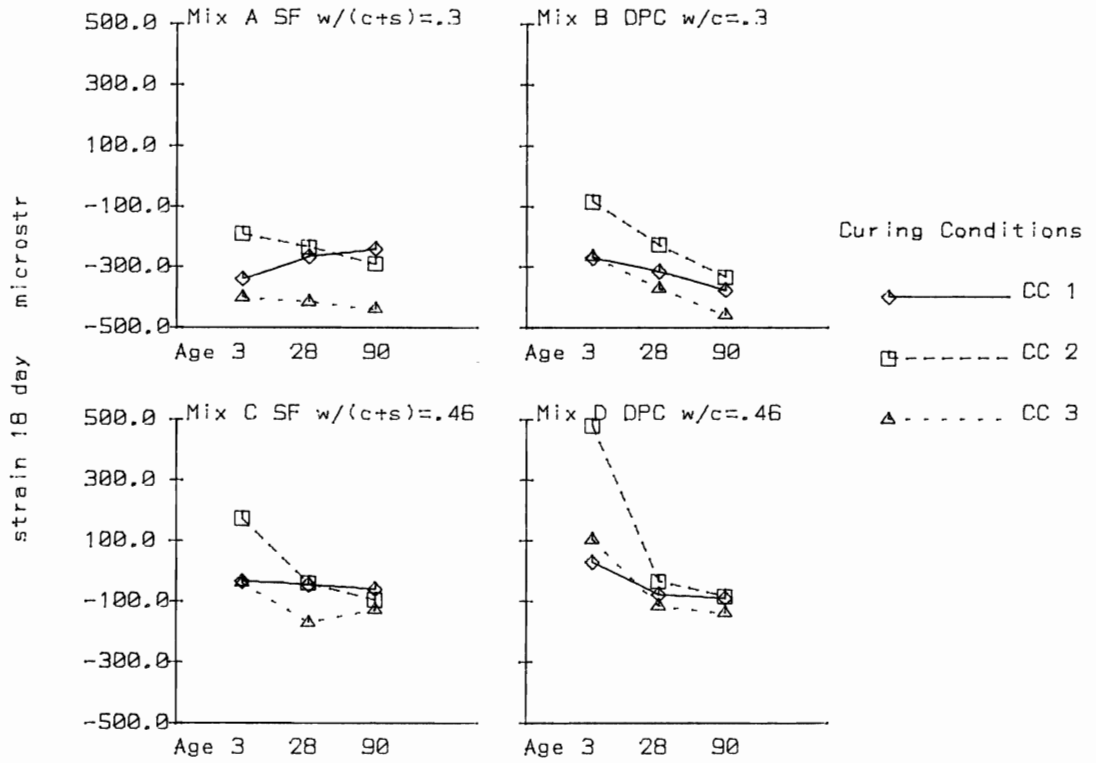 Mix A SF w/(c+s)=.3
500.0
300.0
100.0
-100.0
-300.0
-500.0
Age 3 28 90
Mix B OPC w/c=.3
Age 3 28 90
Mix C SF w/(c+s)=.46
500.0
300.0
100.0
-100.0
-300.0
-500.0
Age 3 28 90
Mix D OPC w/c=.46
Age 3 28 90
strain 18 day microstr
Curing Conditions
CC 1
CC 2
CC 3